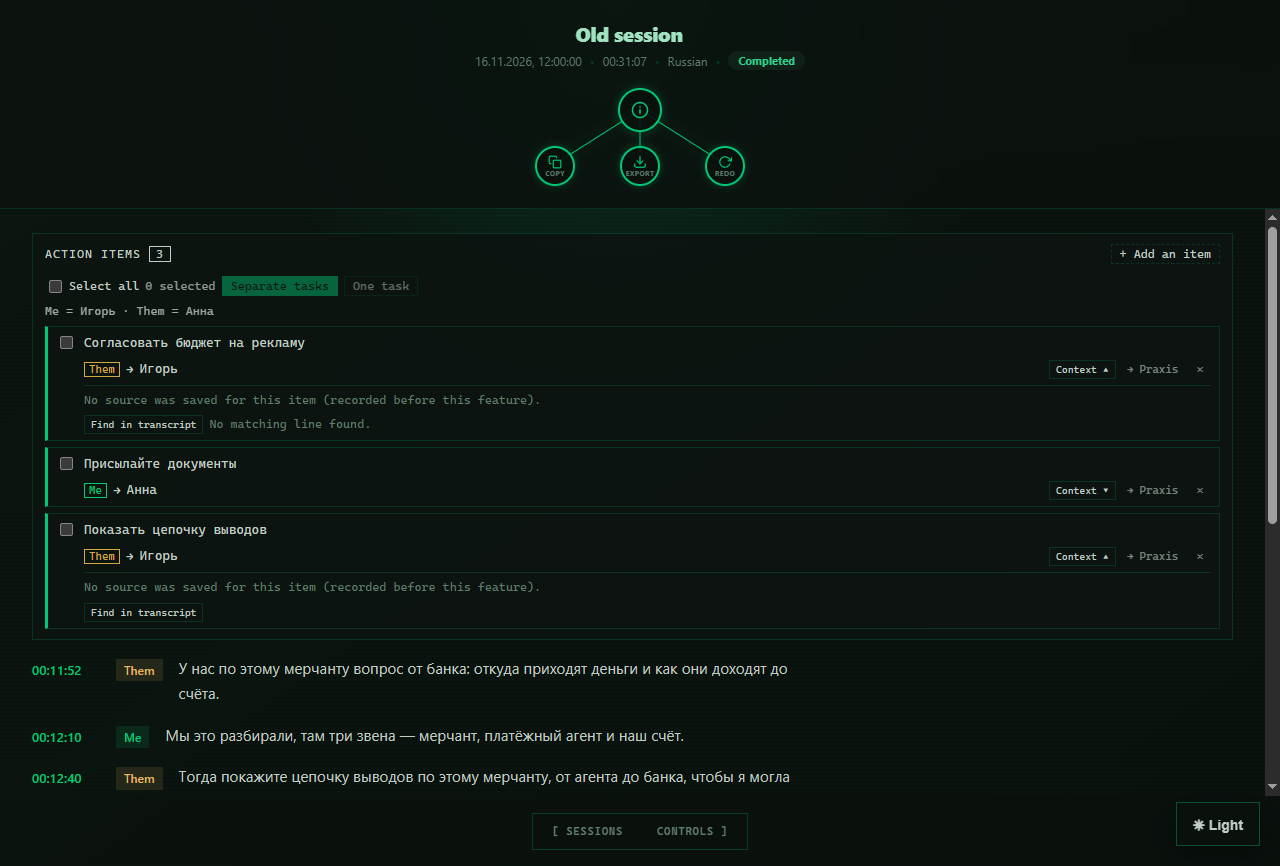 Old session
16.11.2026, 12:00:00 • 00:31:07 • Russian • Completed
COPY
EXPORT
REDO
ACTION ITEMS 3
+ Add an item
Select all 0 selected Separate tasks One task
Me = Игорь · Them = Анна
Согласовать бюджет на рекламу
Them → Игорь Context ▲ → Praxis ×
No source was saved for this item (recorded before this feature).
Find in transcript No matching line found.
Присылайте документы
Me → Анна Context ▼ → Praxis ×
Показать цепочку выводов
Them → Игорь Context ▲ → Praxis ×
No source was saved for this item (recorded before this feature).
Find in transcript
00:11:52 Them У нас по этому мерчанту вопрос от банка: откуда приходят деньги и как они доходят до
счёта.
00:12:10 Me Мы это разбирали, там три звена — мерчант, платёжный агент и наш счёт.
00:12:40 Them Тогда покажите цепочку выводов по этому мерчанту, от агента до банка, чтобы я могла
[ SESSIONS CONTROLS ]
☀ Light